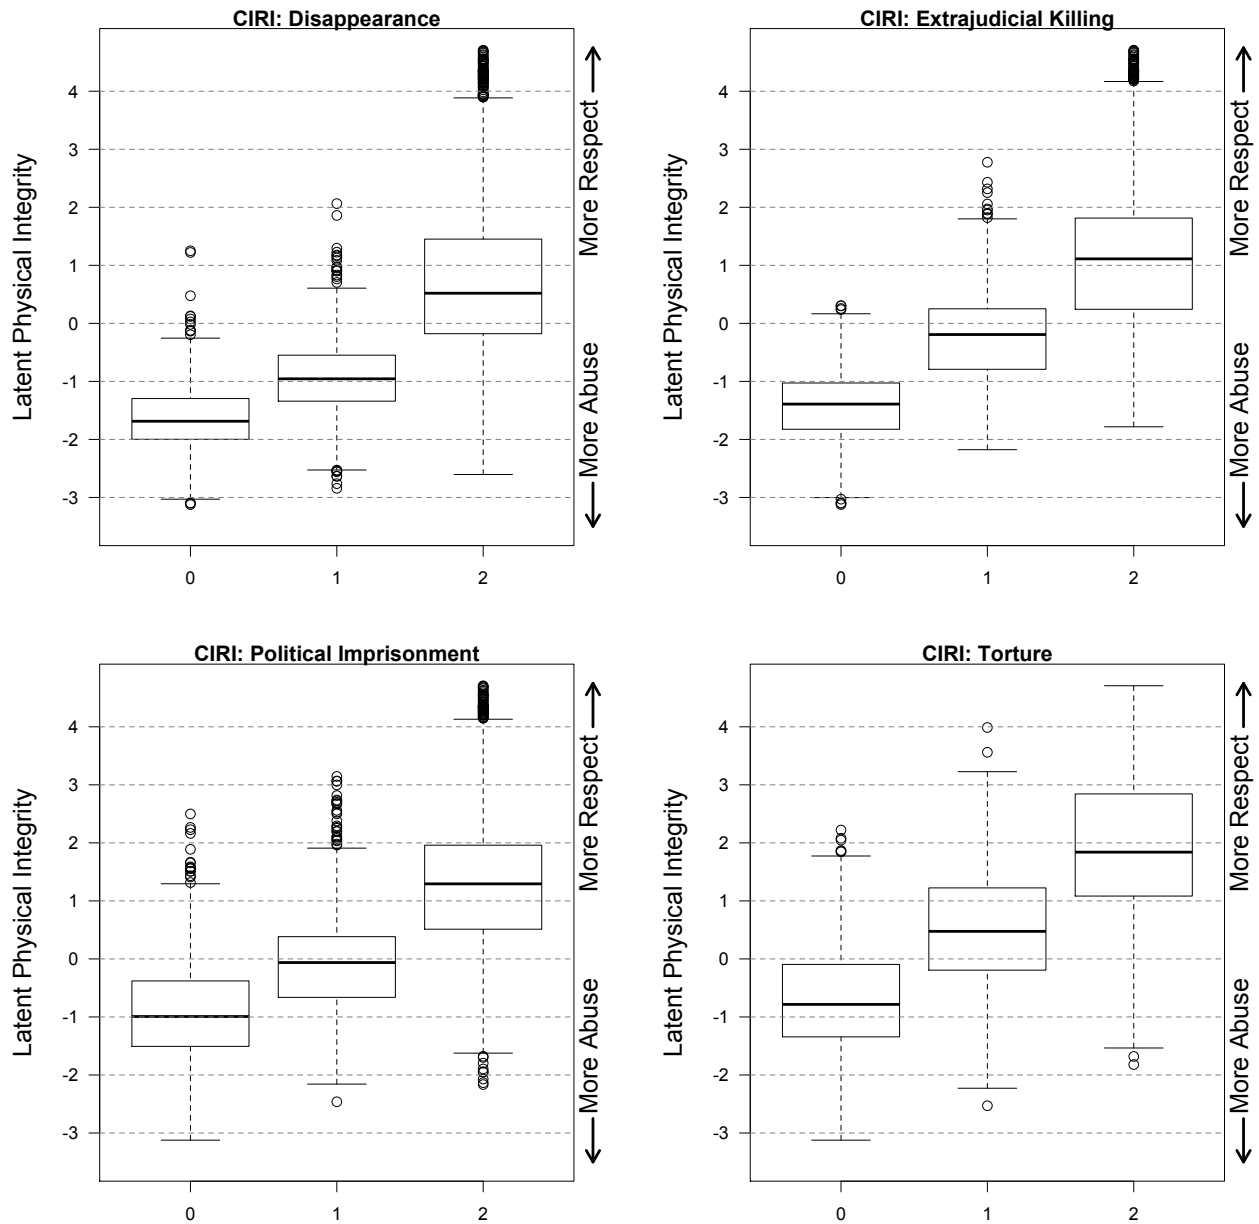 CIRI: Disappearance
4
3
2
1
0
-1
-2
-3
Latent Physical Integrity
More Respect
More Abuse
0 1 2
CIRI: Extrajudicial Killing
4
3
2
1
0
-1
-2
-3
Latent Physical Integrity
More Respect
More Abuse
0 1 2
CIRI: Political Imprisonment
4
3
2
1
0
-1
-2
-3
Latent Physical Integrity
More Respect
More Abuse
0 1 2
CIRI: Torture
4
3
2
1
0
-1
-2
-3
Latent Physical Integrity
More Respect
More Abuse
0 1 2